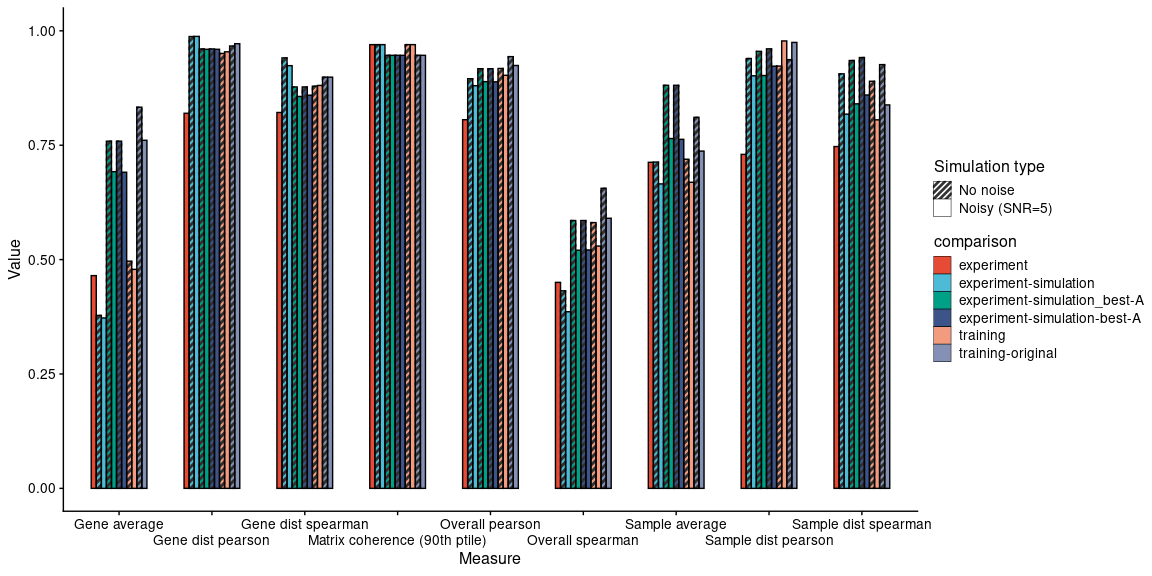 1.00
0.75
0.50
0.25
0.00
Value
Gene average
Gene dist pearson
Gene dist spearman
Matrix coherence (90th ptile)
Overall pearson
Overall spearman
Sample average
Sample dist pearson
Sample dist spearman
Measure
Simulation type
No noise
Noisy (SNR=5)
comparison
experiment
experiment-simulation
experiment-simulation_best-A
experiment-simulation-best-A
training
training-original